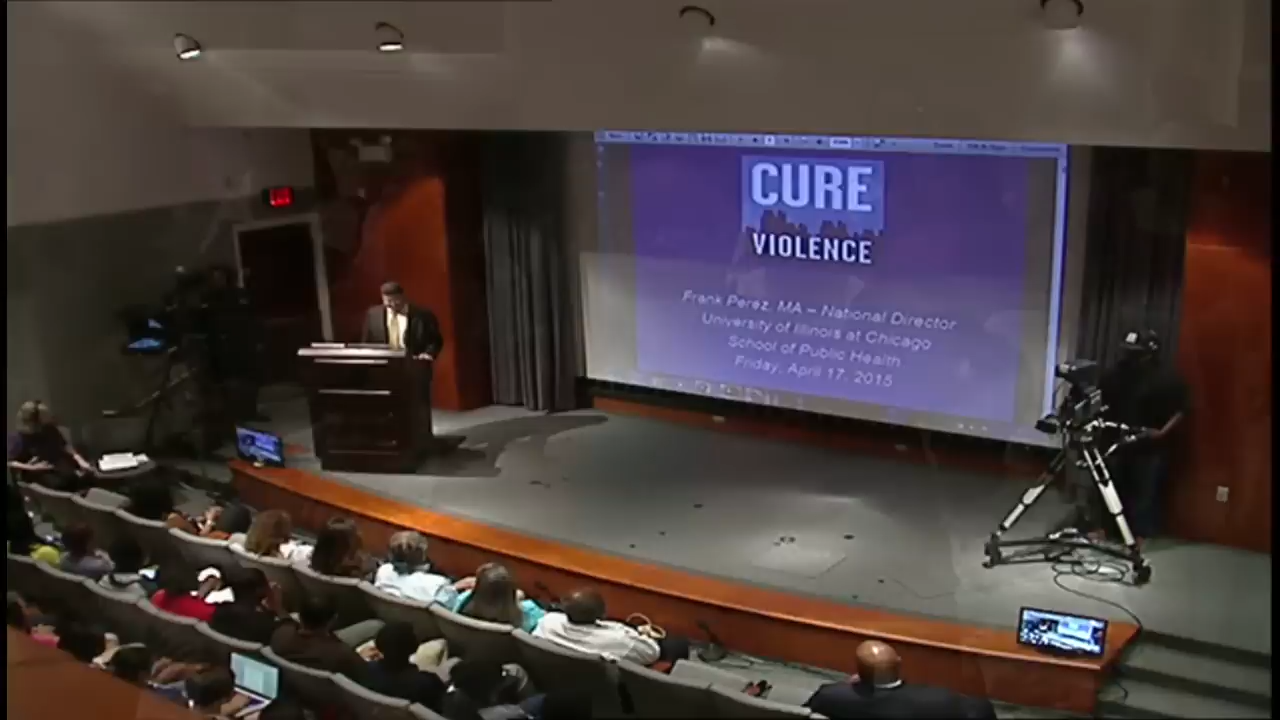 CURE
VIOLENCE
Frank Perez, MA – National Director
University of Illinois at Chicago
School of Public Health
Friday, April 17, 2015